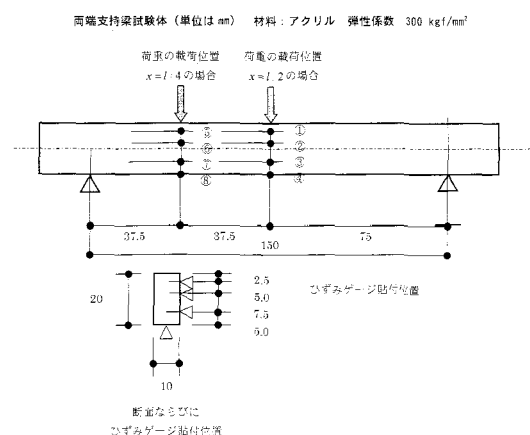 両端支持梁試験体 (単位は mm) 材料：アクリル 弾性係数 300 kgf/mm²
荷重の載荷位置 荷重の載荷位置
x=l/4の場合 x=l/2の場合
⑤ ①
⑥ ②
⑦ ③
⑧ ④
37.5 37.5 75
150
20 2.5
5.0
7.5
5.0
ひずみゲージ貼付位置
10
断面ならびに
ひずみゲージ貼付位置